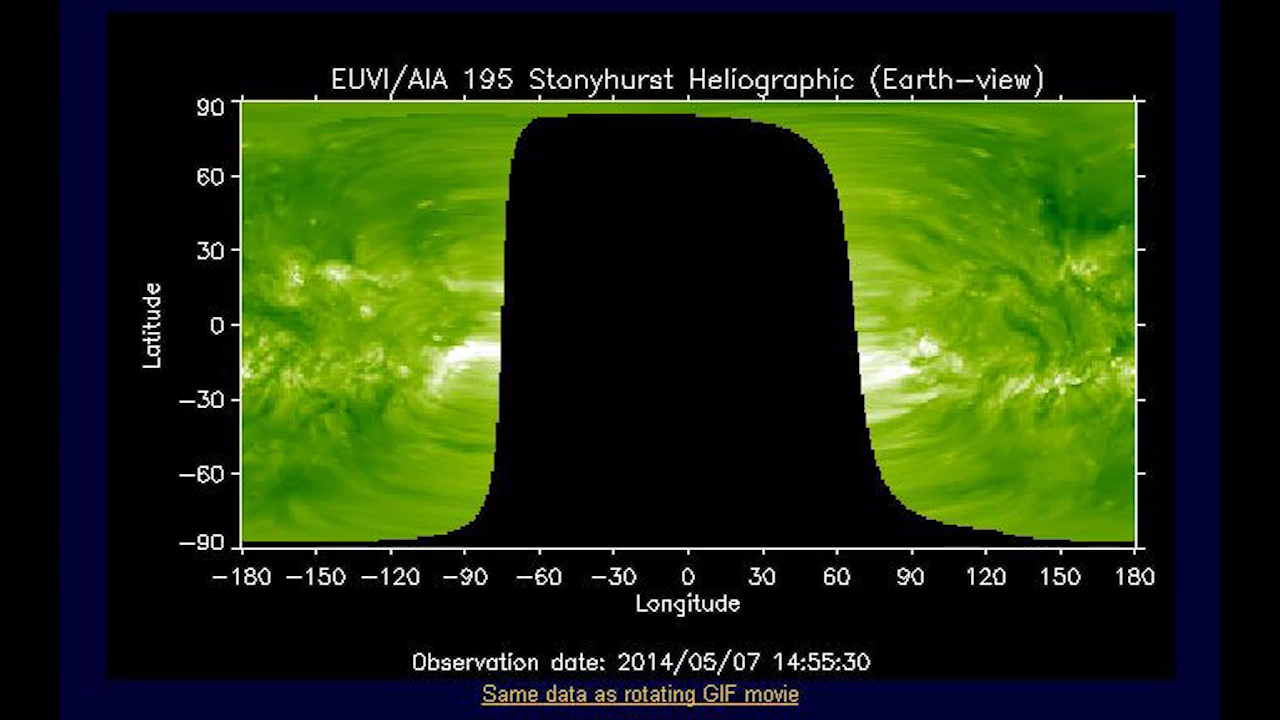 EUVI/AIA 195 Stonyhurst Heliographic (Earth-view)
90
60
30
0
-30
-60
-90
Latitude
-180 -150 -120 -90 -60 -30 0 30 60 90 120 150 180
Longitude
Observation date: 2014/05/07 14:55:30
Same data as rotating GIF movie